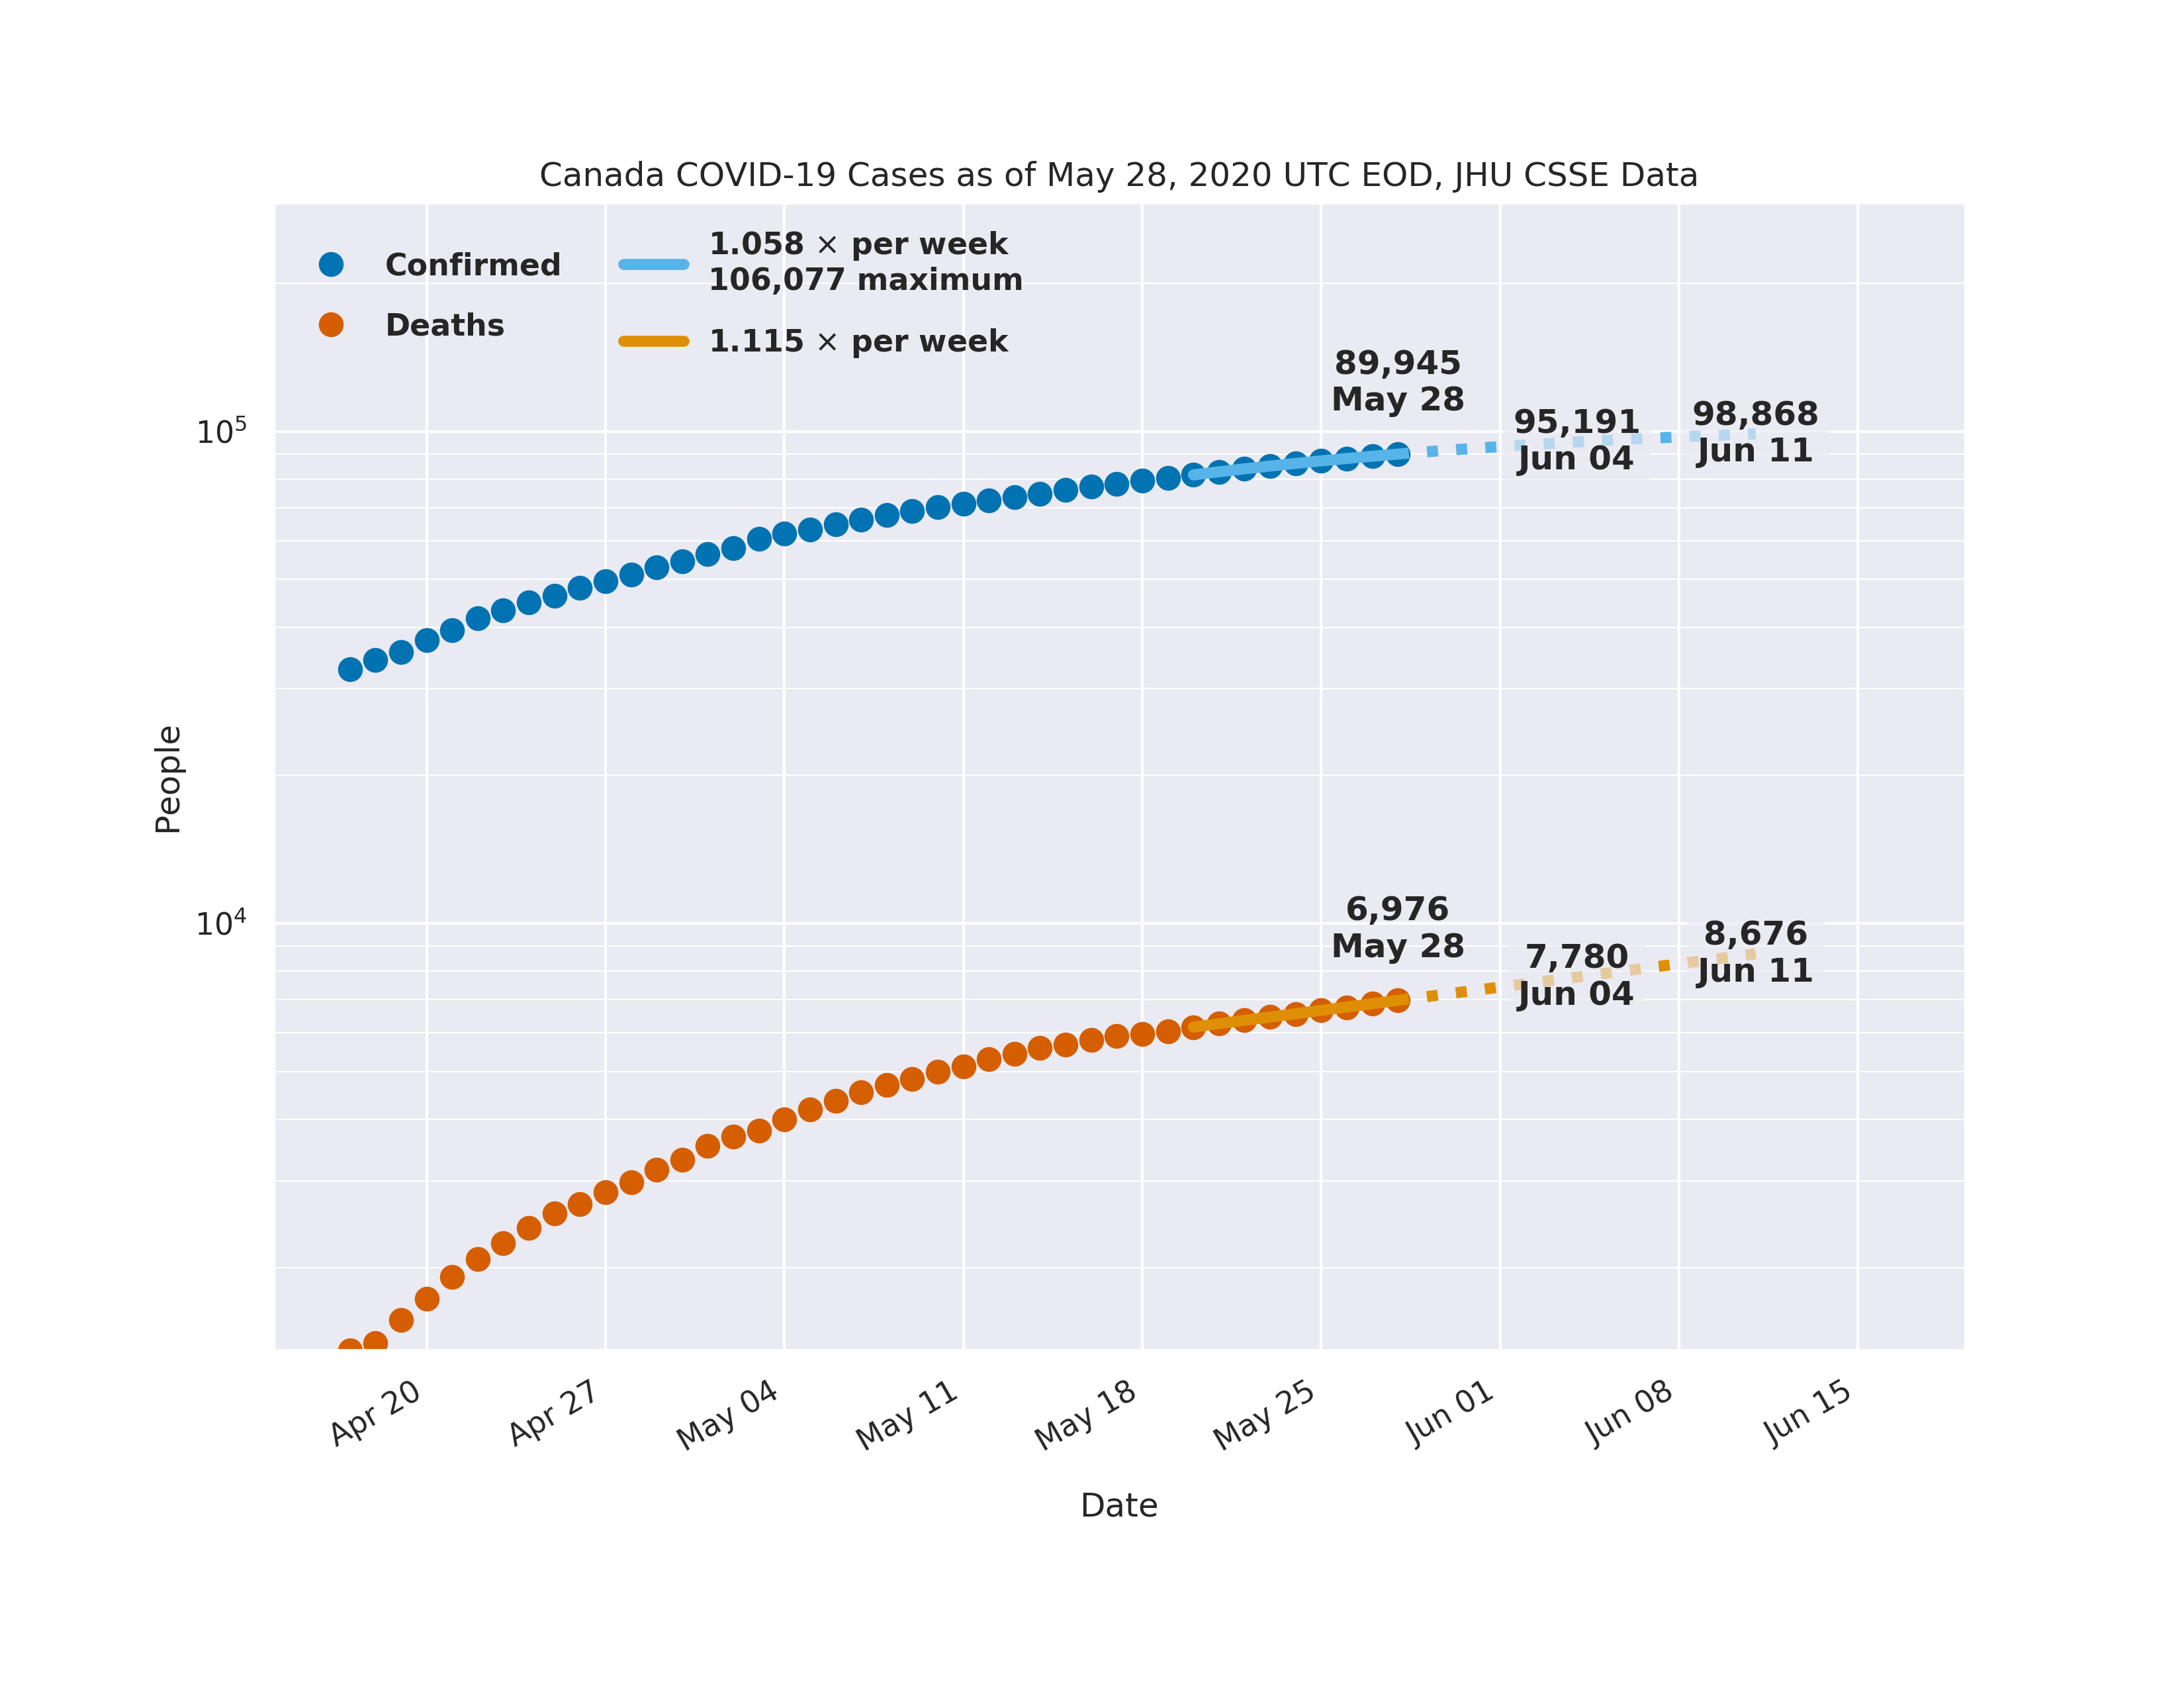 Canada COVID-19 Cases as of May 28, 2020 UTC EOD, JHU CSSE Data
Confirmed
Deaths
1.058 × per week
106,077 maximum
1.115 × per week
89,945
May 28
95,191
Jun 04
98,868
Jun 11
6,976
May 28
7,780
Jun 04
8,676
Jun 11
People
10⁵
10⁴
Apr 20
Apr 27
May 04
May 11
May 18
May 25
Jun 01
Jun 08
Jun 15
Date